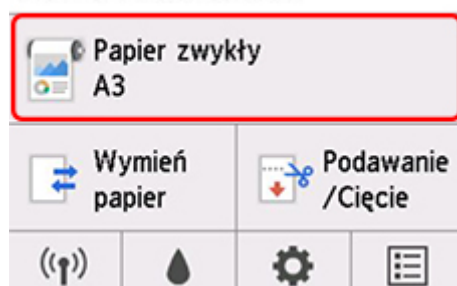 Papier zwykły
A3
Wymień
papier
Podawanie
/Cięcie